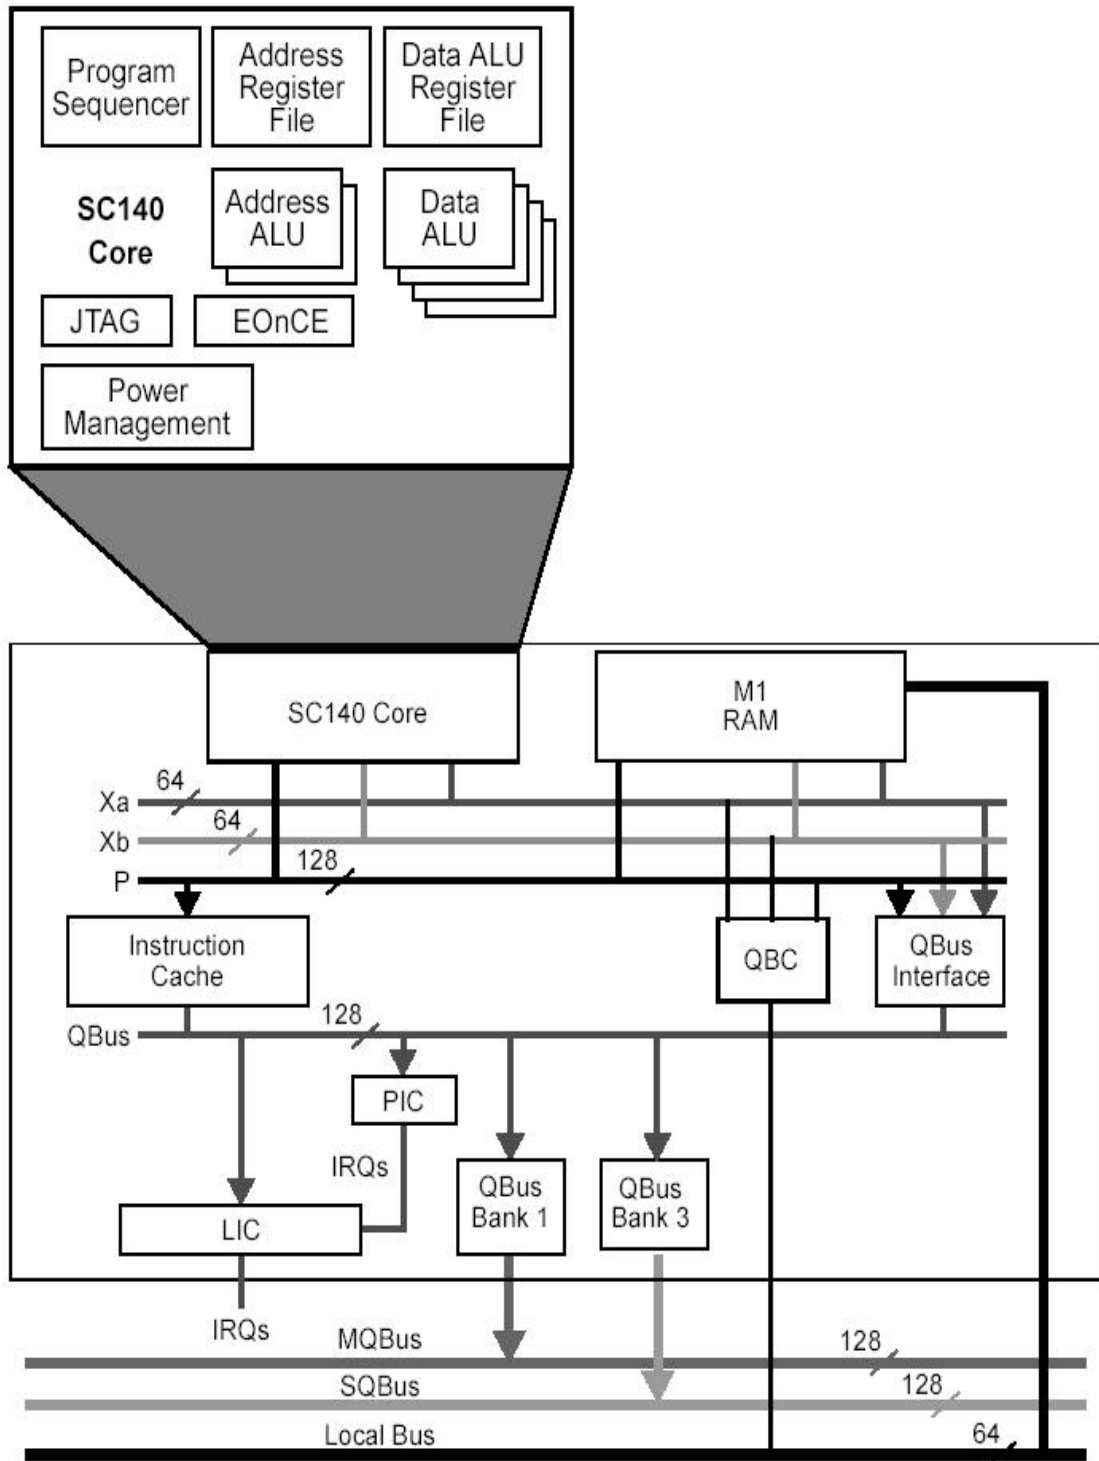 Program
Sequencer
Address
Register
File
Data ALU
Register
File
SC140
Core
Address
ALU
Data
ALU
JTAG
EOnCE
Power
Management
SC140 Core
M1
RAM
Xa
64
Xb
64
P
128
Instruction
Cache
QBC
QBus
Interface
QBus
128
PIC
IRQs
QBus
Bank 1
QBus
Bank 3
LIC
IRQs
MQBus
128
SQBus
128
Local Bus
64